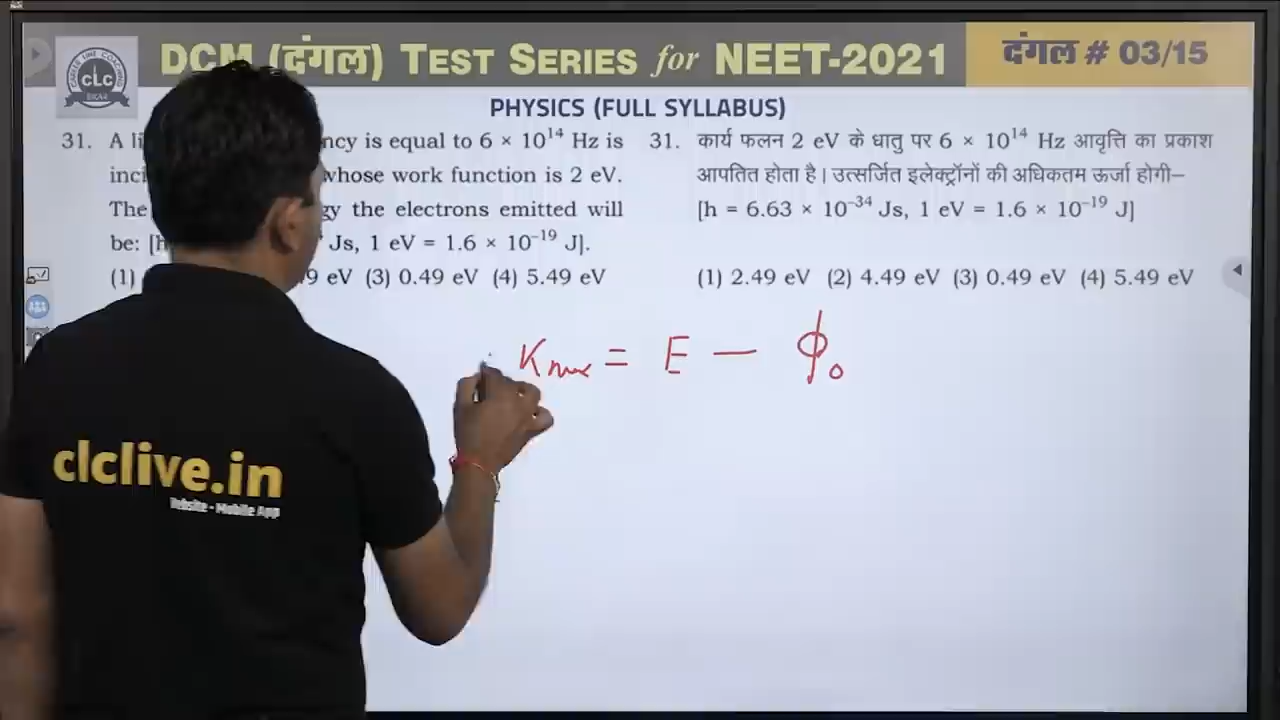 DCM (दंगल) TEST SERIES for NEET-2021
दंगल # 03/15
CLC
SIKAR
PHYSICS (FULL SYLLABUS)
31. A is equal to 6 × 10¹⁴ Hz is
whose work function is 2 eV.
The the electrons emitted will
be: Js, 1 eV = 1.6 × 10⁻¹⁹ J].
(1) eV (3) 0.49 eV (4) 5.49 eV
31. कार्य फलन 2 eV के धातु पर 6 × 10¹⁴ Hz आवृत्ति का प्रकाश
आपतित होता है। उत्सर्जित इलेक्ट्रॉनों की अधिकतम ऊर्जा होगी–
[h = 6.63 × 10⁻³⁴ Js, 1 eV = 1.6 × 10⁻¹⁹ J]
(1) 2.49 eV (2) 4.49 eV (3) 0.49 eV (4) 5.49 eV
Kmax = E — ϕ₀
clclive.in
Website - Mobile App